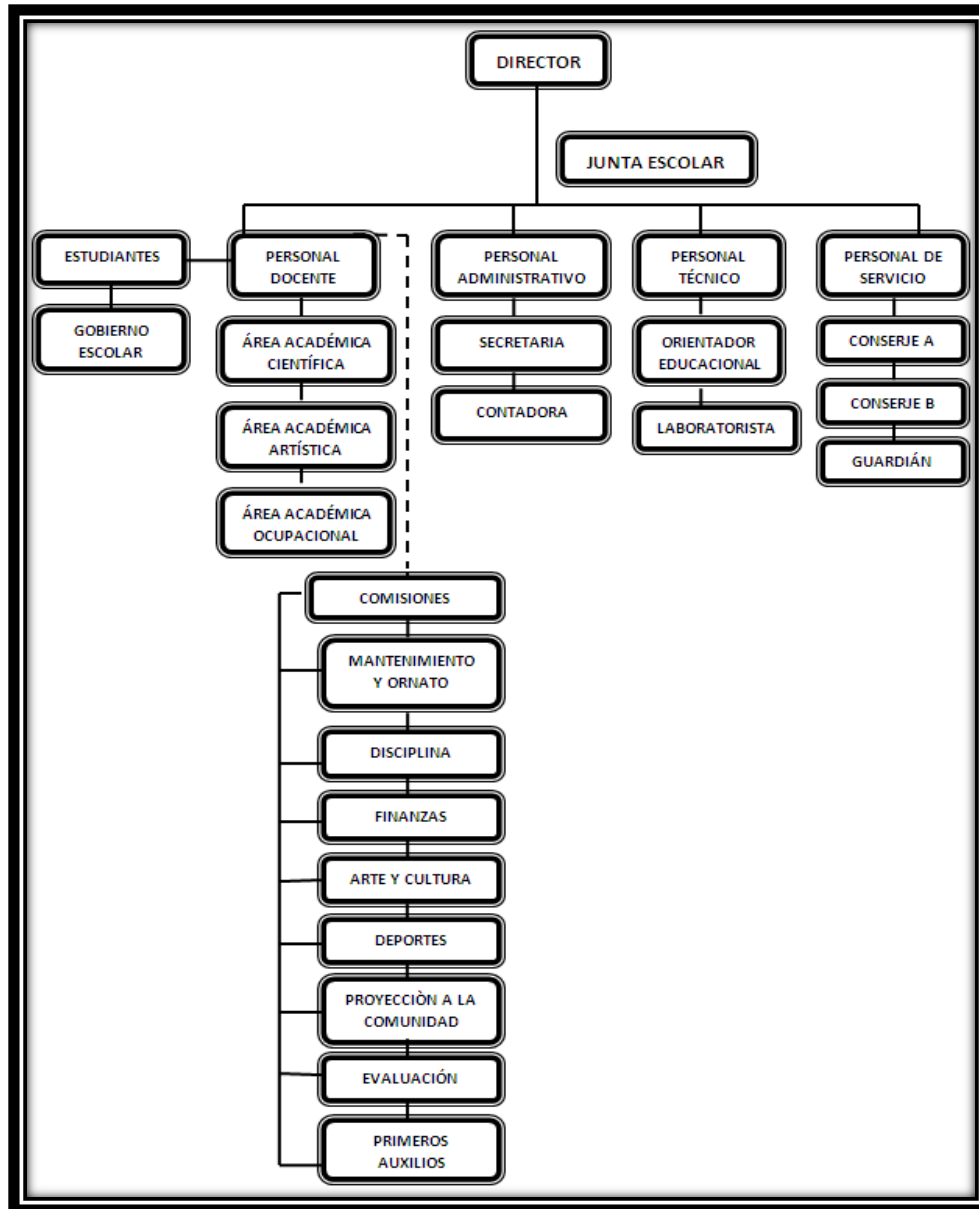 DIRECTOR
JUNTA ESCOLAR
ESTUDIANTES
GOBIERNO
ESCOLAR
PERSONAL
DOCENTE
ÁREA ACADÉMICA
CIENTÍFICA
ÁREA ACADÉMICA
ARTÍSTICA
ÁREA ACADÉMICA
OCUPACIONAL
PERSONAL
ADMINISTRATIVO
SECRETARIA
CONTADORA
PERSONAL
TÉCNICO
ORIENTADOR
EDUCACIONAL
LABORATORISTA
PERSONAL DE
SERVICIO
CONSERJE A
CONSERJE B
GUARDIÁN
COMISIONES
MANTENIMIENTO
Y ORNATO
DISCIPLINA
FINANZAS
ARTE Y CULTURA
DEPORTES
PROYECCIÒN A LA
COMUNIDAD
EVALUACIÓN
PRIMEROS
AUXILIOS